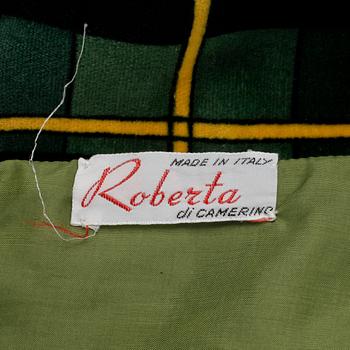 MADE IN ITALY
Roberta
di CAMERINO